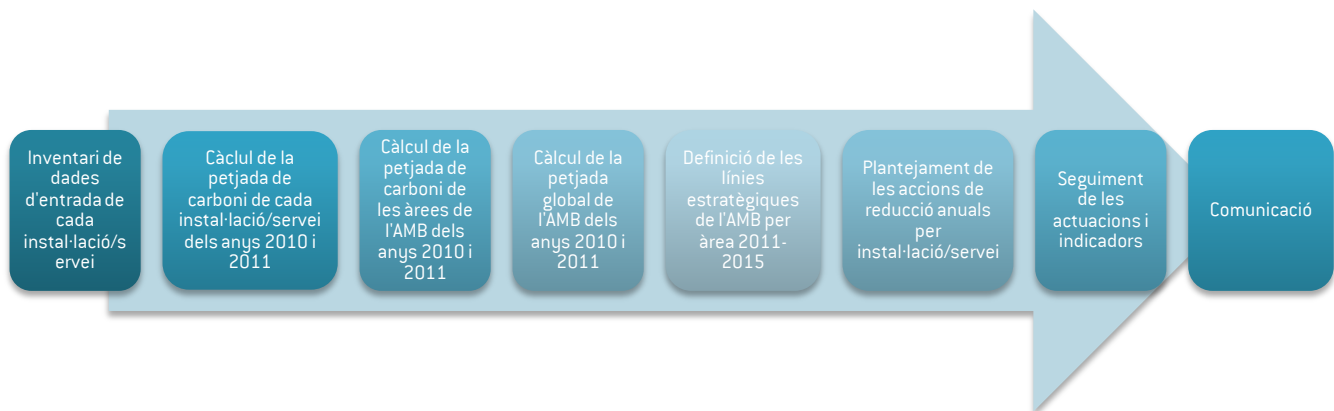 Inventari de
dades
d'entrada de
cada
instal·lació/s
ervei
Càclul de la
petjada de
carboni de cada
instal·lació/servei
dels anys 2010 i
2011
Càlcul de la
petjada de
carboni de
les àrees de
l'AMB dels
anys 2010 i
2011
Càlcul de la
petjada
global de
l'AMB dels
anys 2010 i
2011
Definició de les
línies
estratègiques
de l'AMB per
àrea 2011-
2015
Plantejament de
les accions de
reducció anuals
per
instal·lació/servei
Seguiment
de les
actuacions i
indicadors
Comunicació